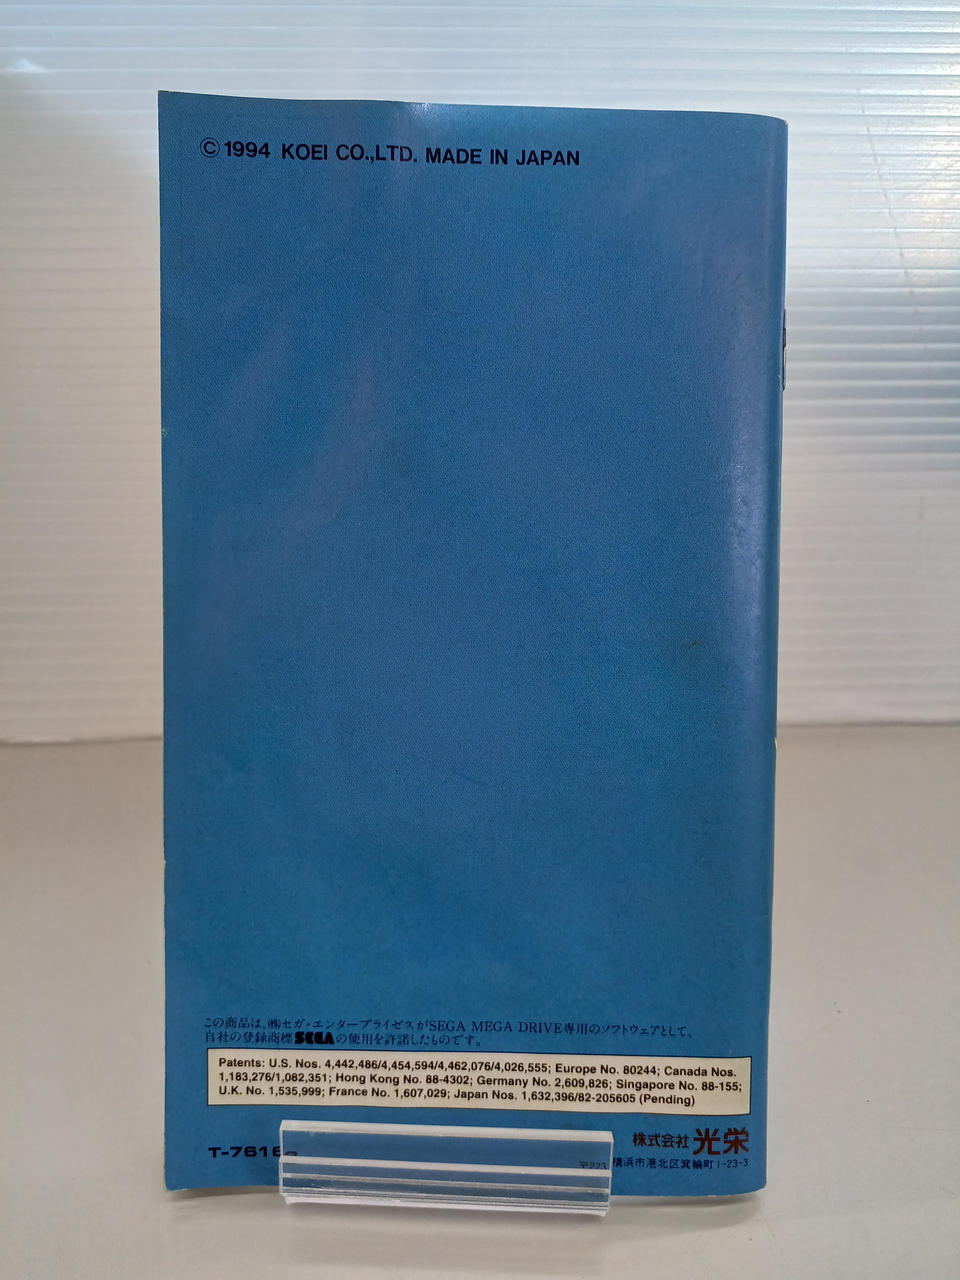 © 1994 KOEI CO.,LTD. MADE IN JAPAN
この商品は、㈱セガ・エンタープライゼスがSEGA MEGA DRIVE専用のソフトウェアとして、
自社の登録商標SEGAの使用を許諾したものです。
Patents: U.S. Nos. 4,442,486/4,454,594/4,462,076/4,026,555; Europe No. 80244; Canada Nos.
1,183,276/1,082,351; Hong Kong No. 88-4302; Germany No. 2,609,826; Singapore No. 88-155;
U.K. No. 1,535,999; France No. 1,607,029; Japan Nos. 1,632,396/82-205605 (Pending)
株式会社 光栄
〒223 横浜市港北区箕輪町1-23-3